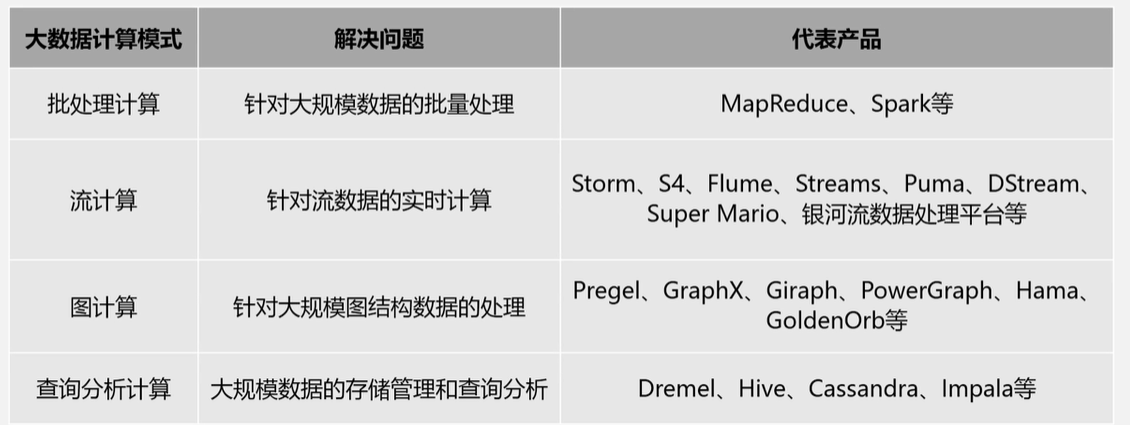 大数据计算模式 解决问题 代表产品
批处理计算 针对大规模数据的批量处理 MapReduce、Spark等
流计算 针对流数据的实时计算 Storm、S4、Flume、Streams、Puma、DStream、
Super Mario、银河流数据处理平台等
图计算 针对大规模图结构数据的处理 Pregel、GraphX、Giraph、PowerGraph、Hama、
GoldenOrb等
查询分析计算 大规模数据的存储管理和查询分析 Dremel、Hive、Cassandra、Impala等